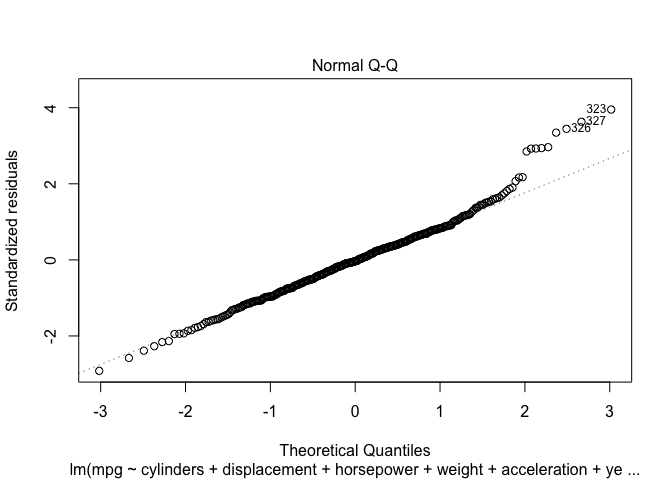 Normal Q-Q
Standardized residuals
4
2
0
-2
323
327
326
-3 -2 -1 0 1 2 3
Theoretical Quantiles
lm(mpg ~ cylinders + displacement + horsepower + weight + acceleration + ye ...